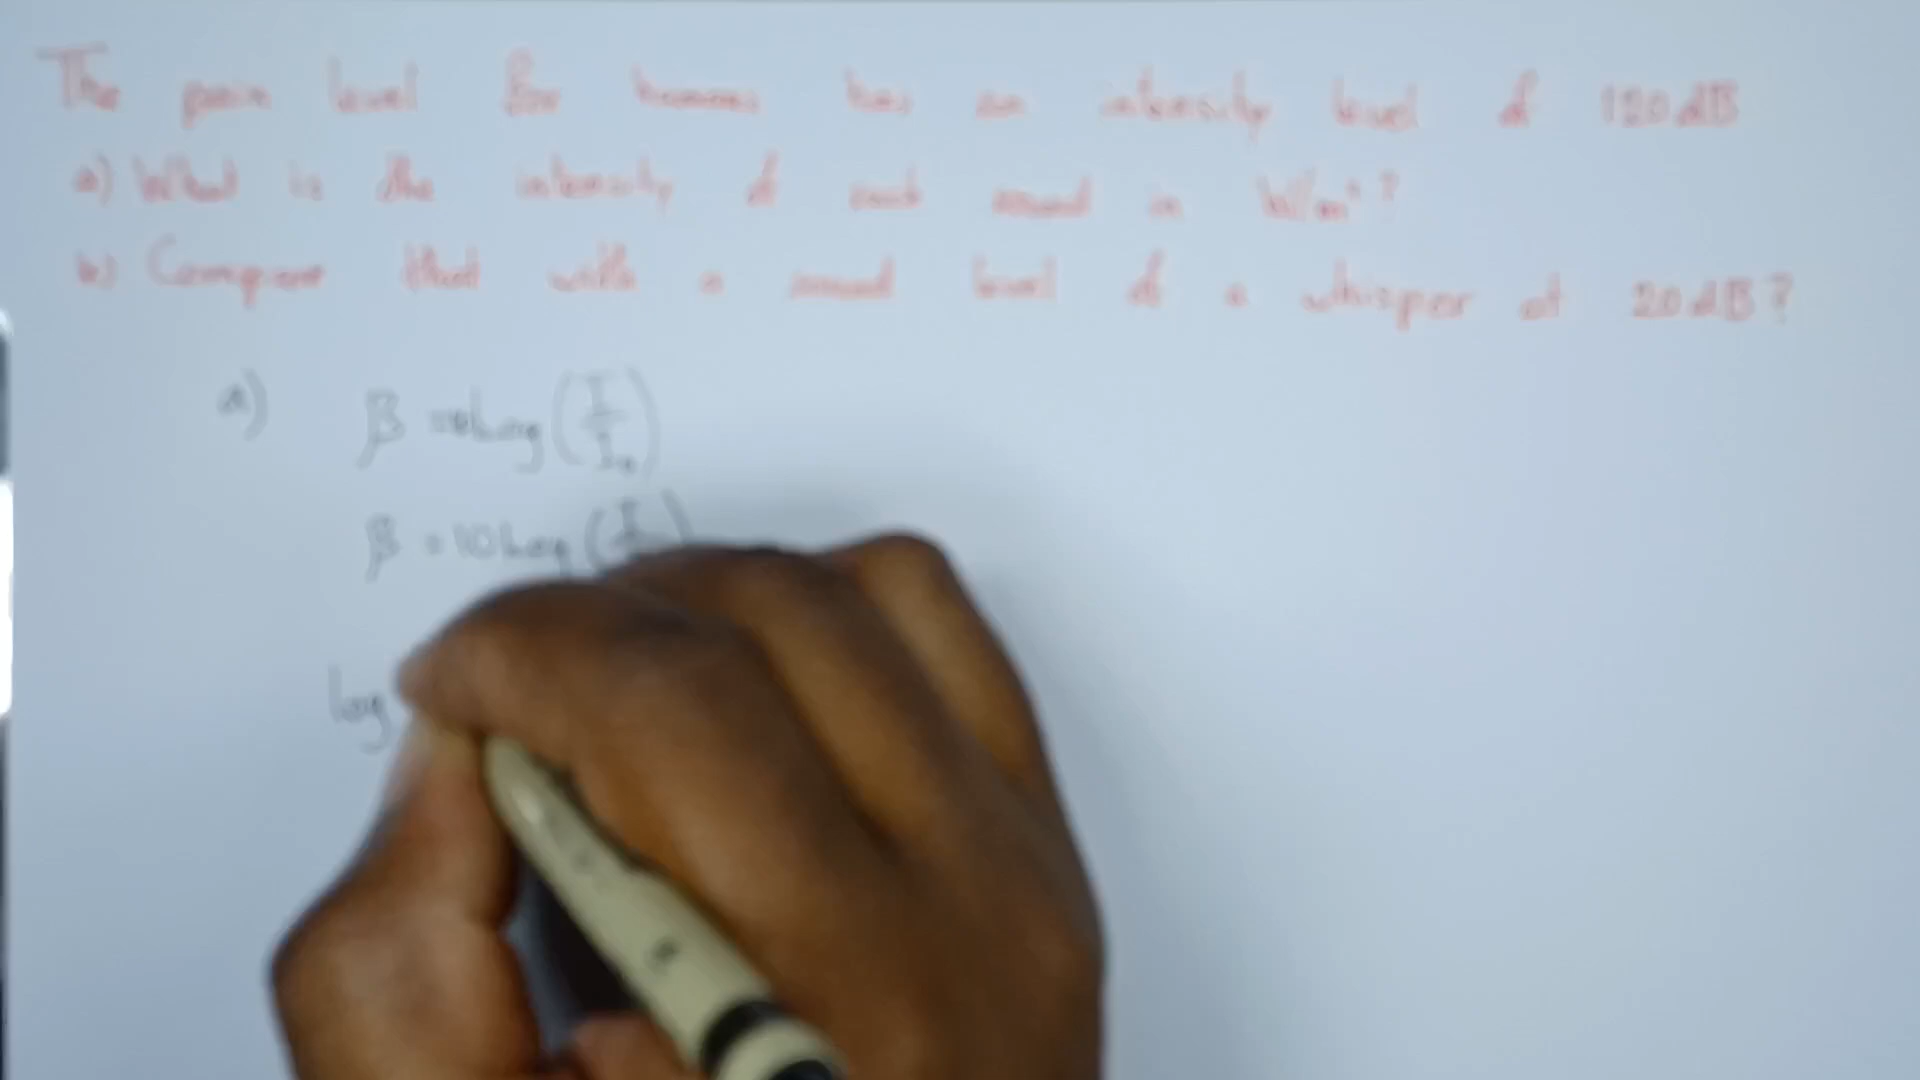 The pain level for humans has an intensity level of 120 dB
a) What is the intensity of such sound in W/m²?
b) Compare that with a sound level of a whisper at 20 dB?
a) β = log (I/I₀)
β = 10 log (I
log